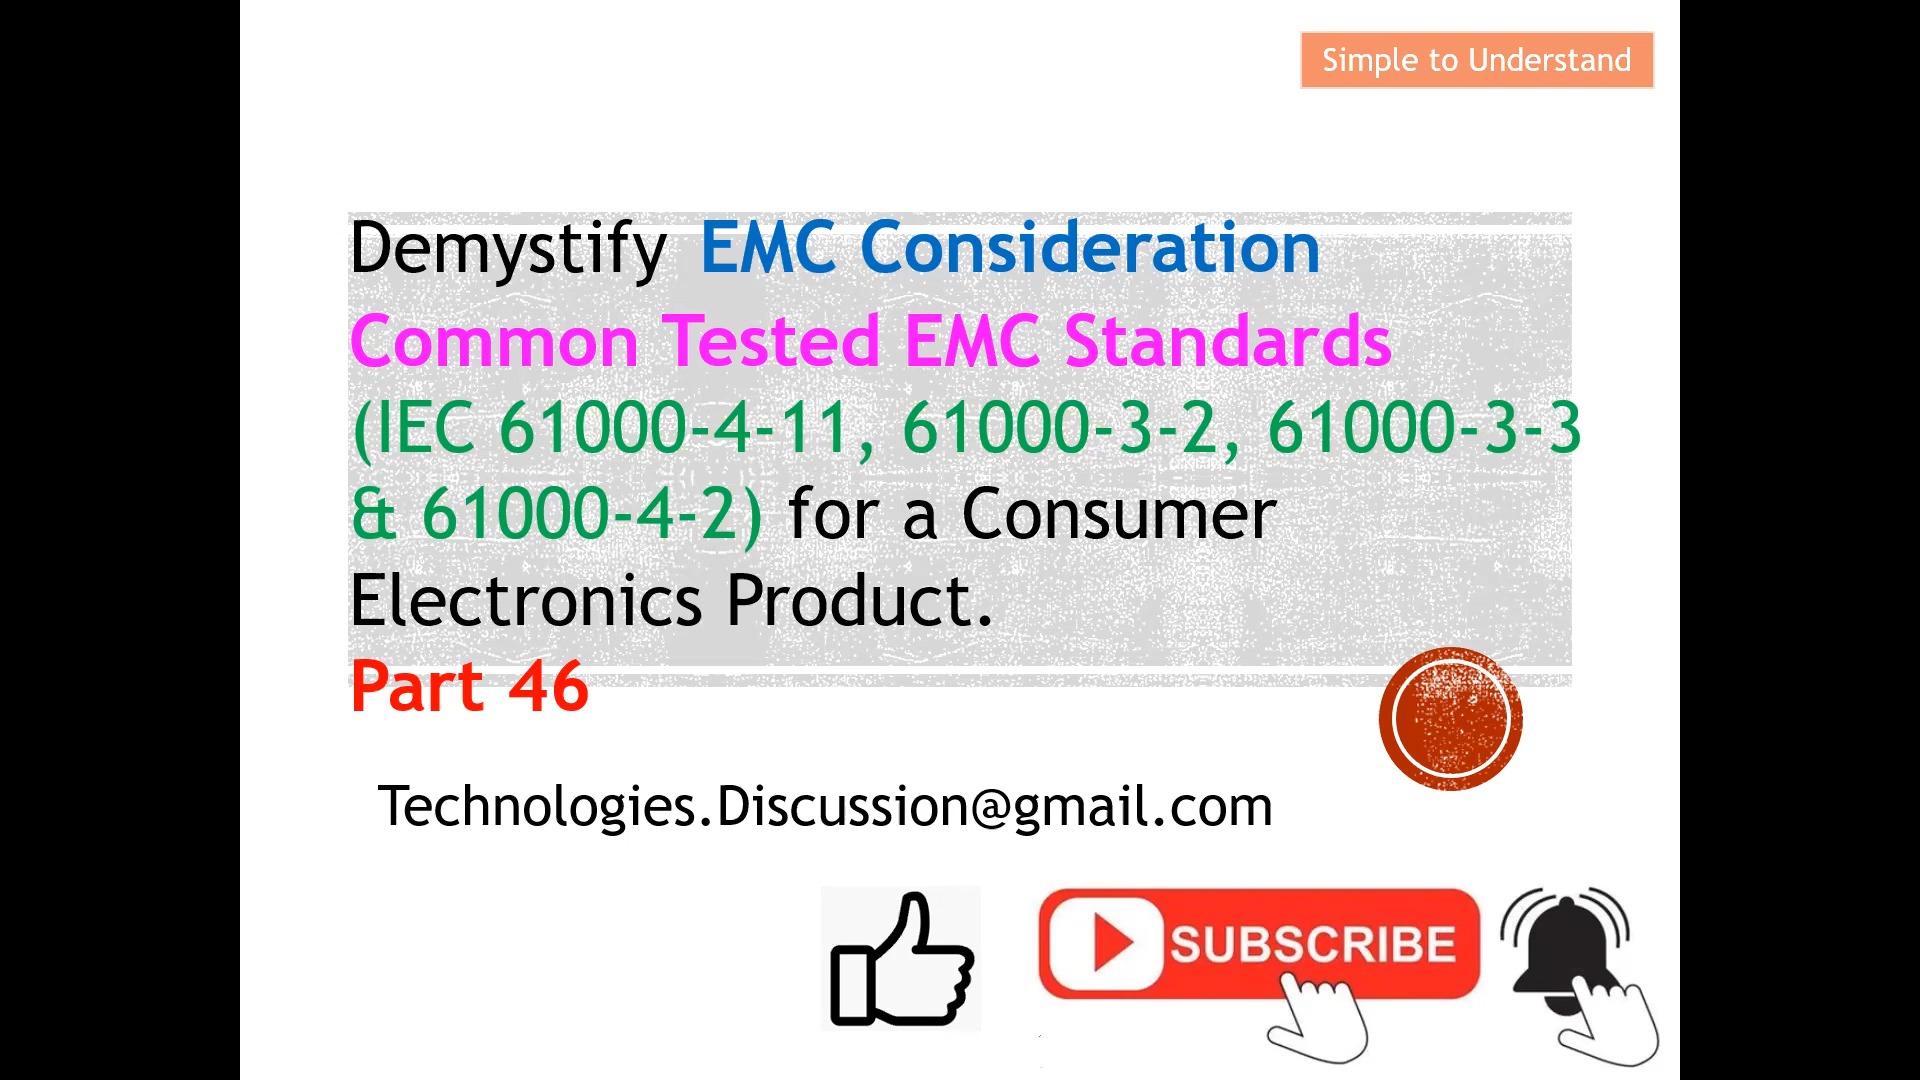 Simple to Understand
Demystify EMC Consideration
Common Tested EMC Standards
(IEC 61000-4-11, 61000-3-2, 61000-3-3
& 61000-4-2) for a Consumer
Electronics Product.
Part 46
Technologies.Discussion@gmail.com
SUBSCRIBE